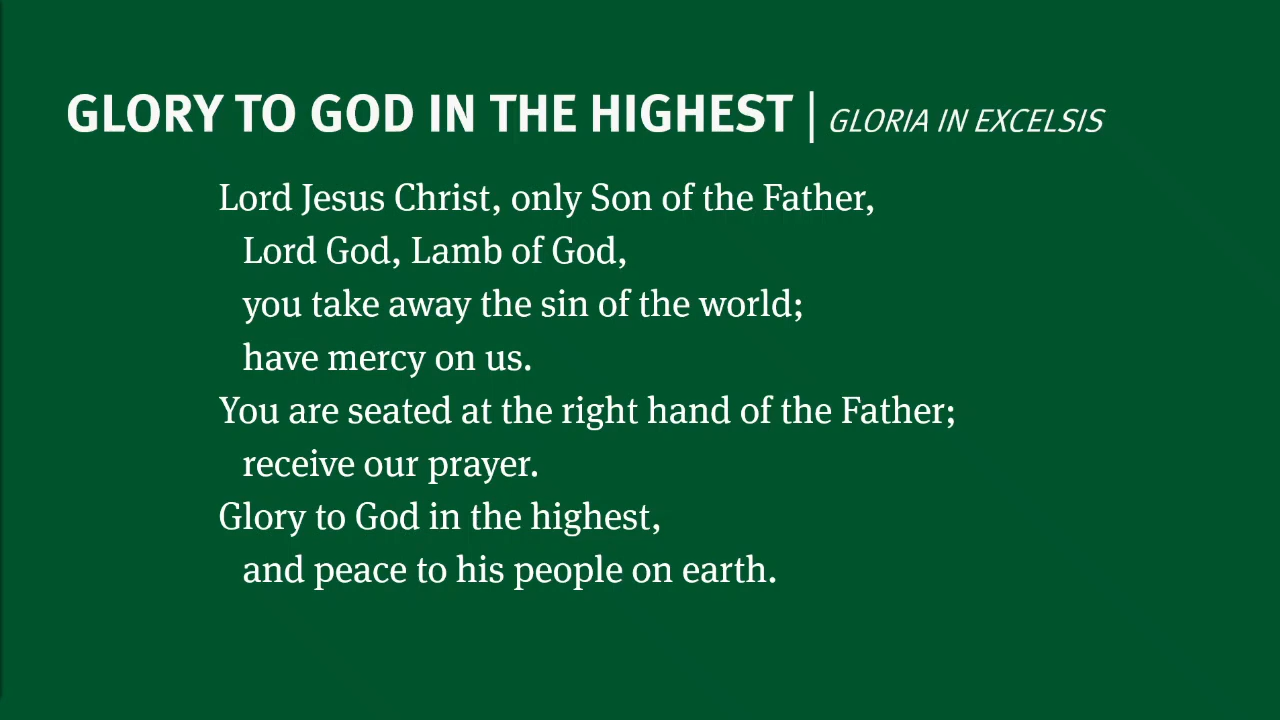 GLORY TO GOD IN THE HIGHEST | GLORIA IN EXCELSIS
Lord Jesus Christ, only Son of the Father,
Lord God, Lamb of God,
you take away the sin of the world;
have mercy on us.
You are seated at the right hand of the Father;
receive our prayer.
Glory to God in the highest,
and peace to his people on earth.